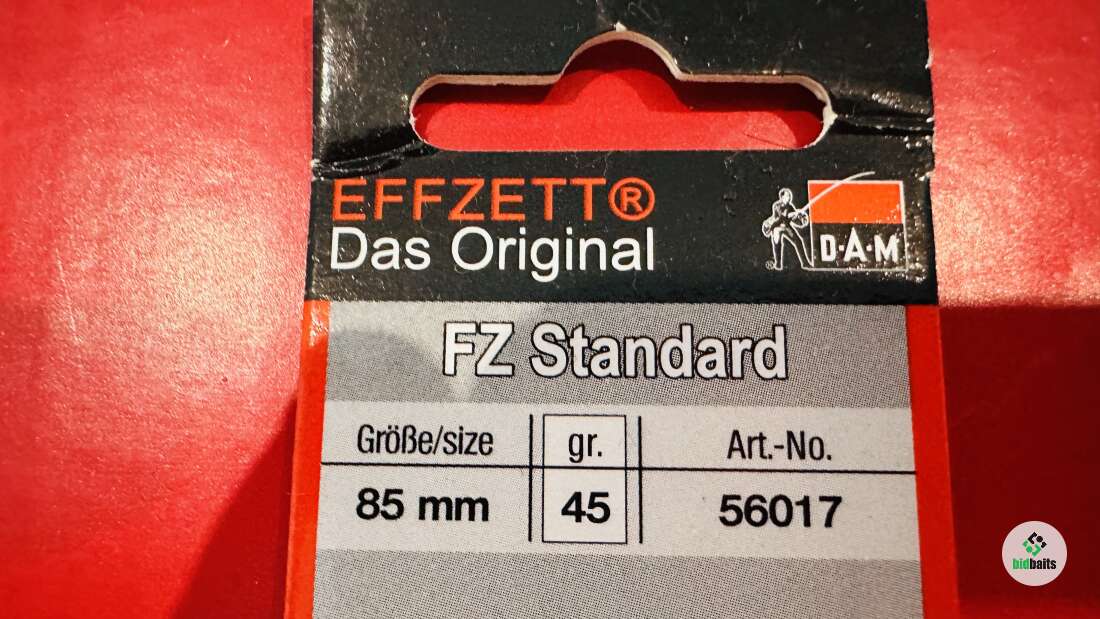 EFFZETT®
Das Original
D·A·M
®
FZ Standard
Größe/size gr. Art.-No.
85 mm 45 56017
bidbaits